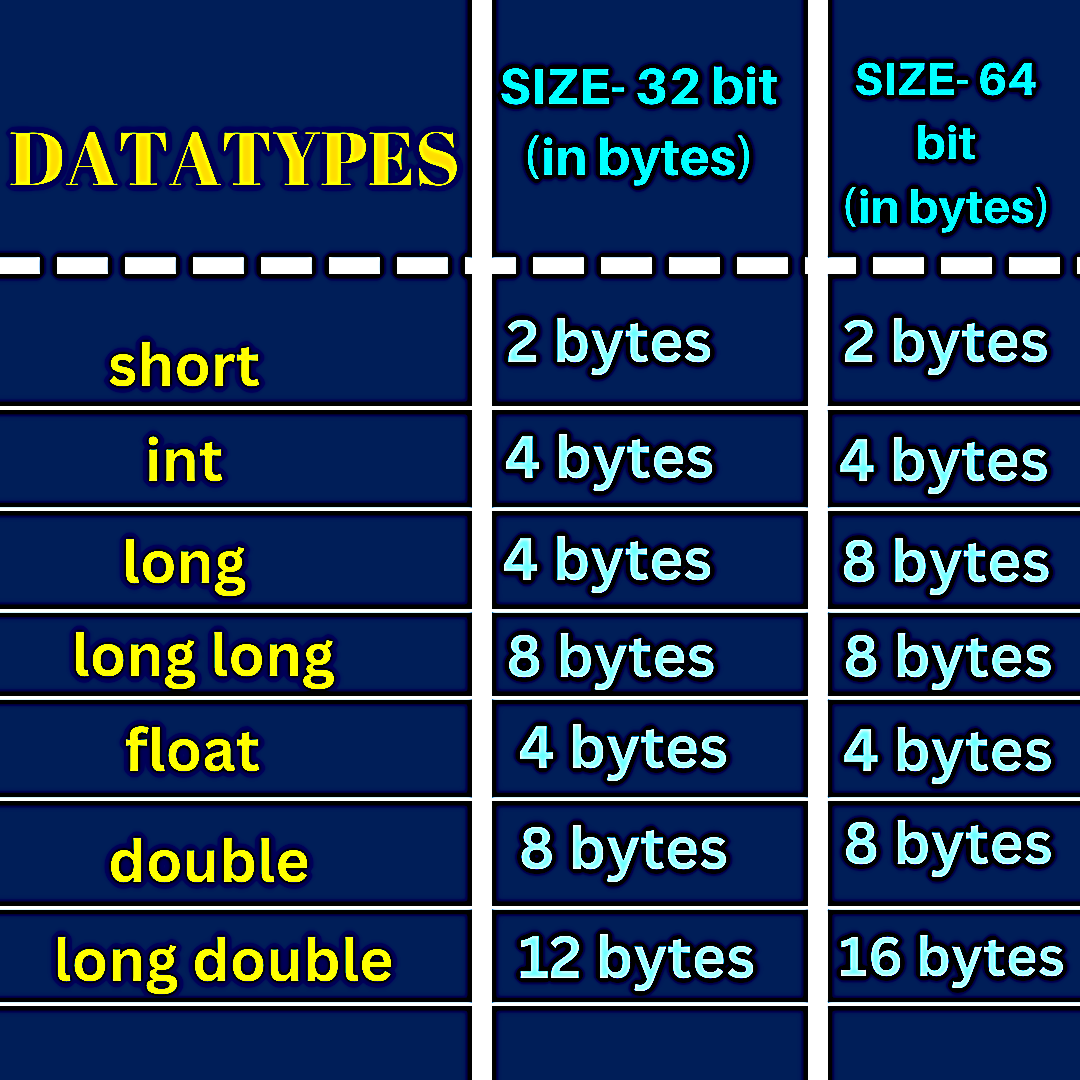 DATATYPES
SIZE- 32 bit
(in bytes)
SIZE- 64
bit
(in bytes)
short
2 bytes
2 bytes
int
4 bytes
4 bytes
long
4 bytes
8 bytes
long long
8 bytes
8 bytes
float
4 bytes
4 bytes
double
8 bytes
8 bytes
long double
12 bytes
16 bytes